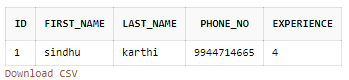 ID FIRST_NAME LAST_NAME PHONE_NO EXPERIENCE
1 sindhu karthi 9944714665 4
Download CSV